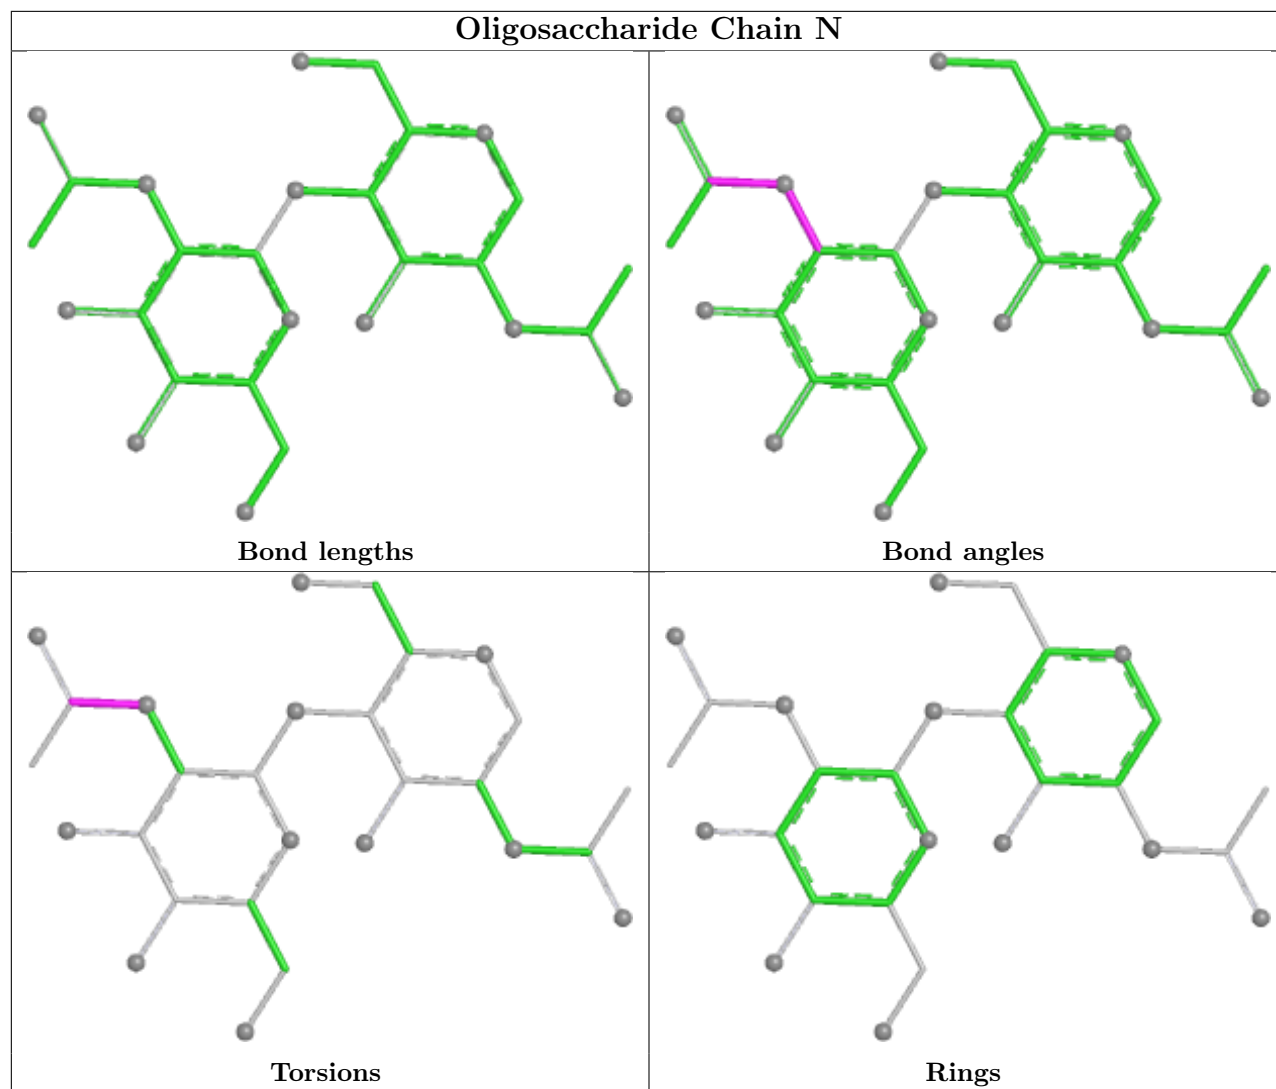 Oligosaccharide Chain N
Bond lengths
Bond angles
Torsions
Rings